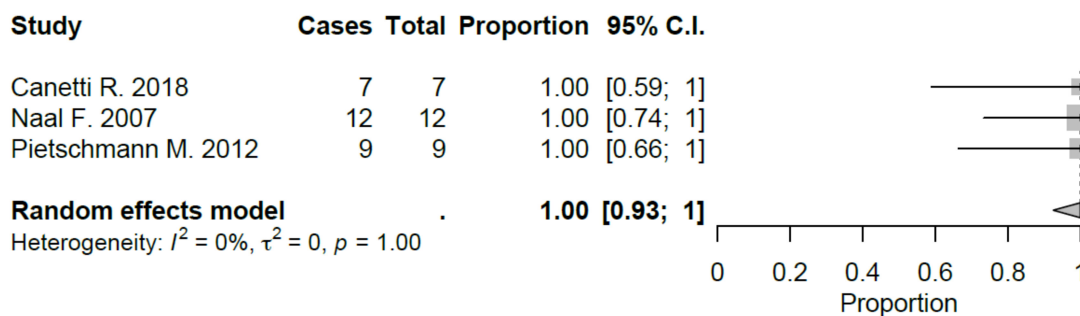 Study Cases Total Proportion 95% C.I.
Canetti R. 2018 7 7 1.00 [0.59; 1]
Naal F. 2007 12 12 1.00 [0.74; 1]
Pietschmann M. 2012 9 9 1.00 [0.66; 1]
Random effects model . 1.00 [0.93; 1]
Heterogeneity: I² = 0%, τ² = 0, p = 1.00
0 0.2 0.4 0.6 0.8
Proportion